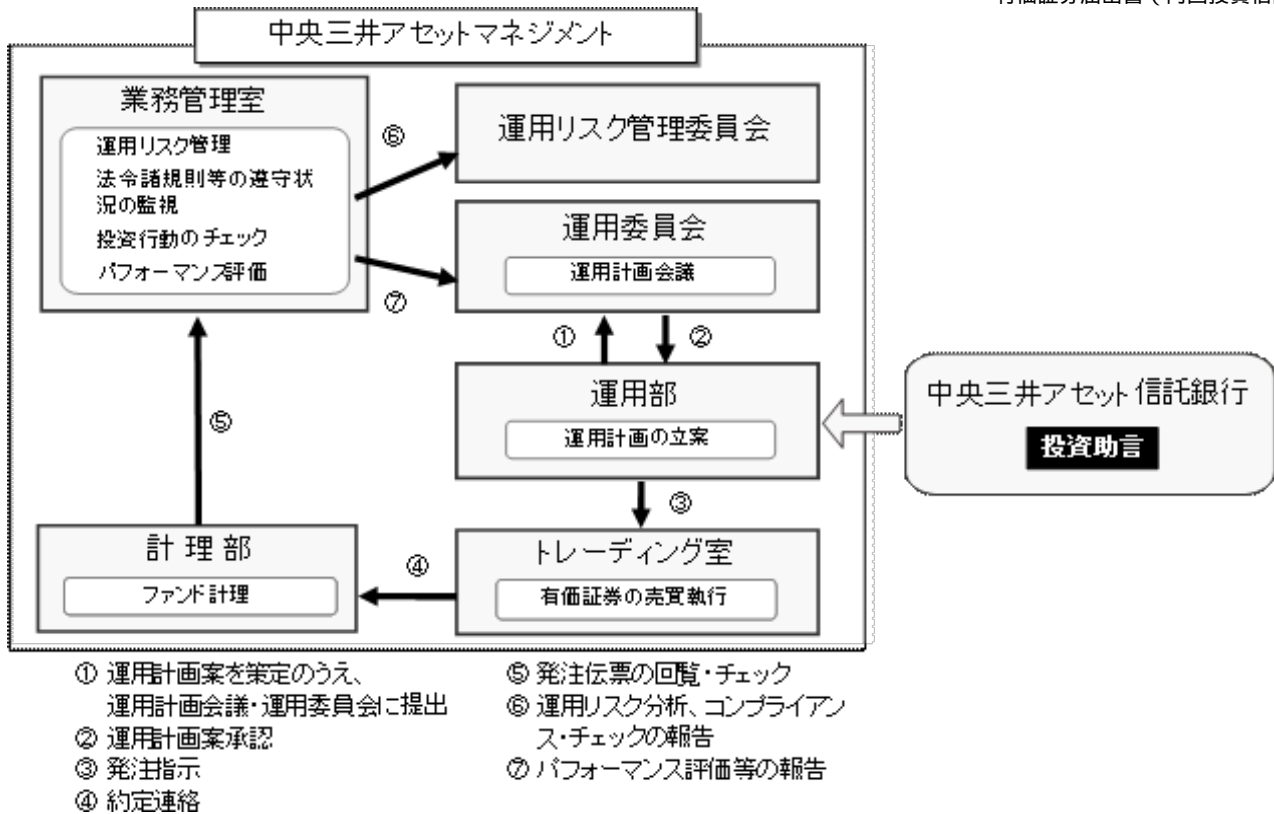 中央三井アセットマネジメント
業務管理室
運用リスク管理
法令諸規則等の遵守状
況の監視
投資行動のチェック
パフォーマンス評価
⑥
⑦
運用リスク管理委員会
運用委員会
運用計画会議
①
②
運用部
運用計画の立案
中央三井アセット信託銀行
投資助言
③
⑤
計理部
ファンド計理
④
トレーディング室
有価証券の売買執行
① 運用計画案を策定のうえ、
運用計画会議・運用委員会に提出
② 運用計画案承認
③ 発注指示
④ 約定連絡
⑤ 発注伝票の回覧・チェック
⑥ 運用リスク分析、コンプライアン
ス・チェックの報告
⑦ パフォーマンス評価等の報告